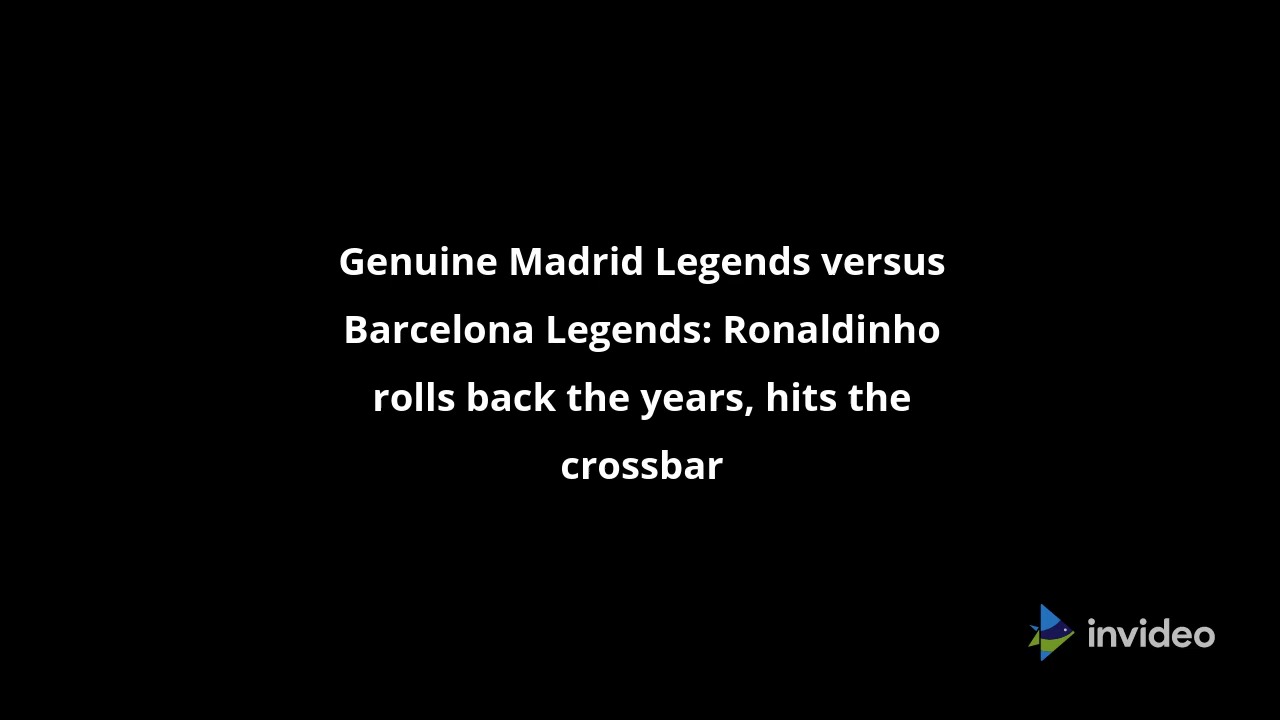 Genuine Madrid Legends versus
Barcelona Legends: Ronaldinho
rolls back the years, hits the
crossbar
invideo